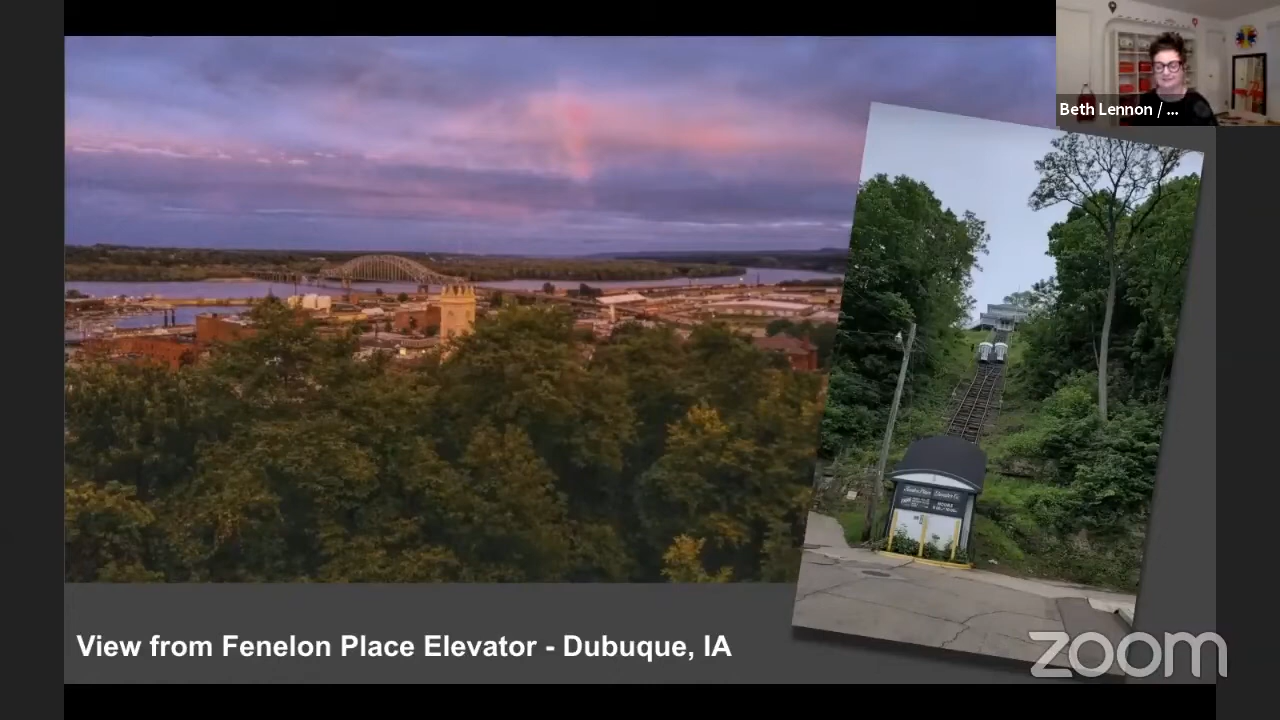 Beth Lennon / ...
View from Fenelon Place Elevator - Dubuque, IA
zoom